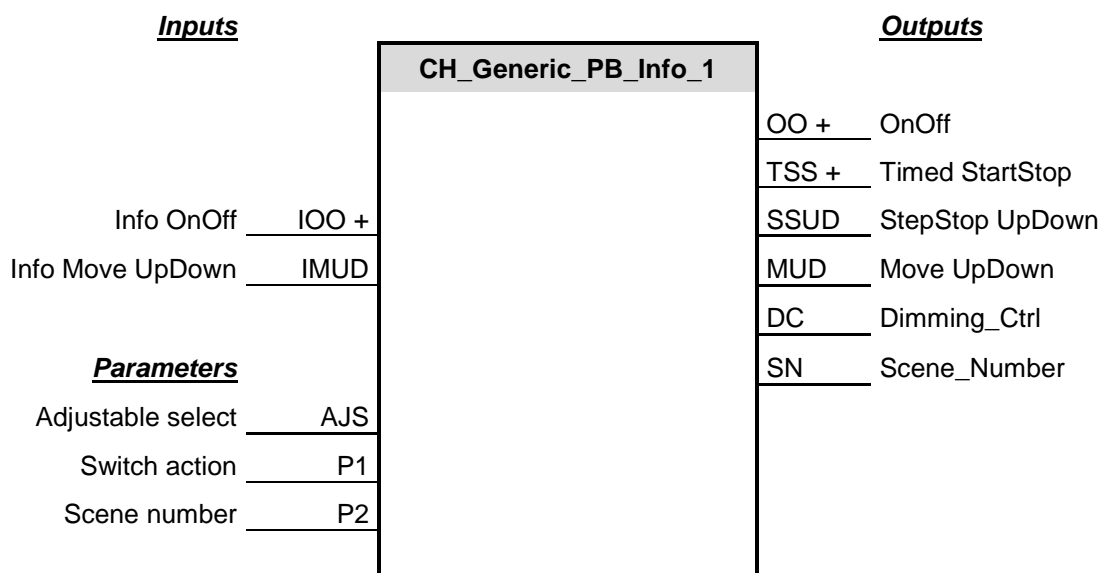 Inputs
Outputs
CH_Generic_PB_Info_1
OO + OnOff
TSS + Timed StartStop
Info OnOff IOO + SSUD StepStop UpDown
Info Move UpDown IMUD MUD Move UpDown
DC Dimming_Ctrl
Parameters SN Scene_Number
Adjustable select AJS
Switch action P1
Scene number P2